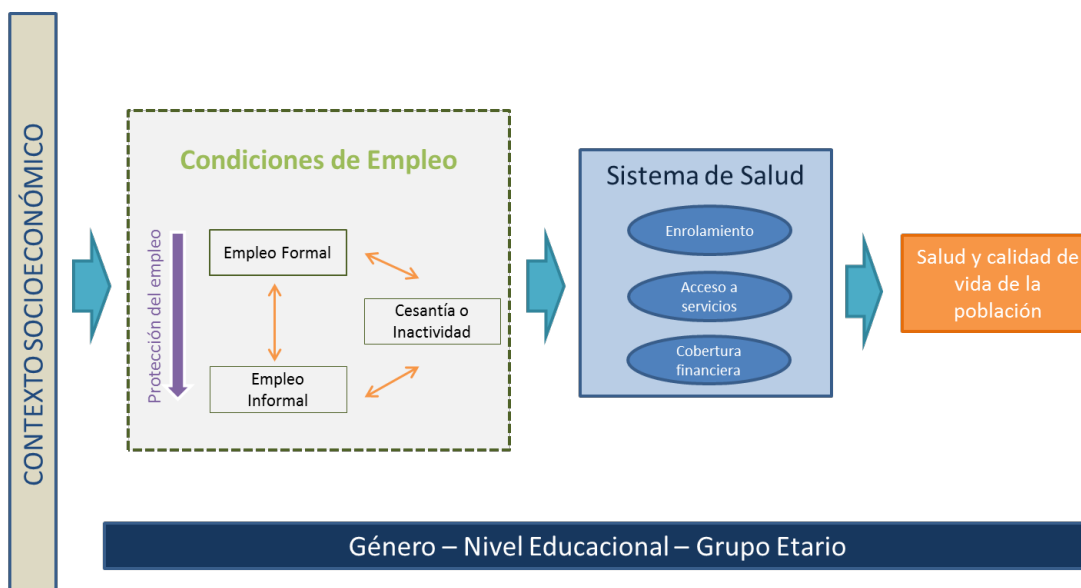 CONTEXTO SOCIOECONÓMICO
Condiciones de Empleo
Protección del empleo
Empleo Formal
Cesantía o
Inactividad
Empleo
Informal
Sistema de Salud
Enrolamiento
Acceso a
servicios
Cobertura
financiera
Salud y calidad de
vida de la
población
Género – Nivel Educacional – Grupo Etario